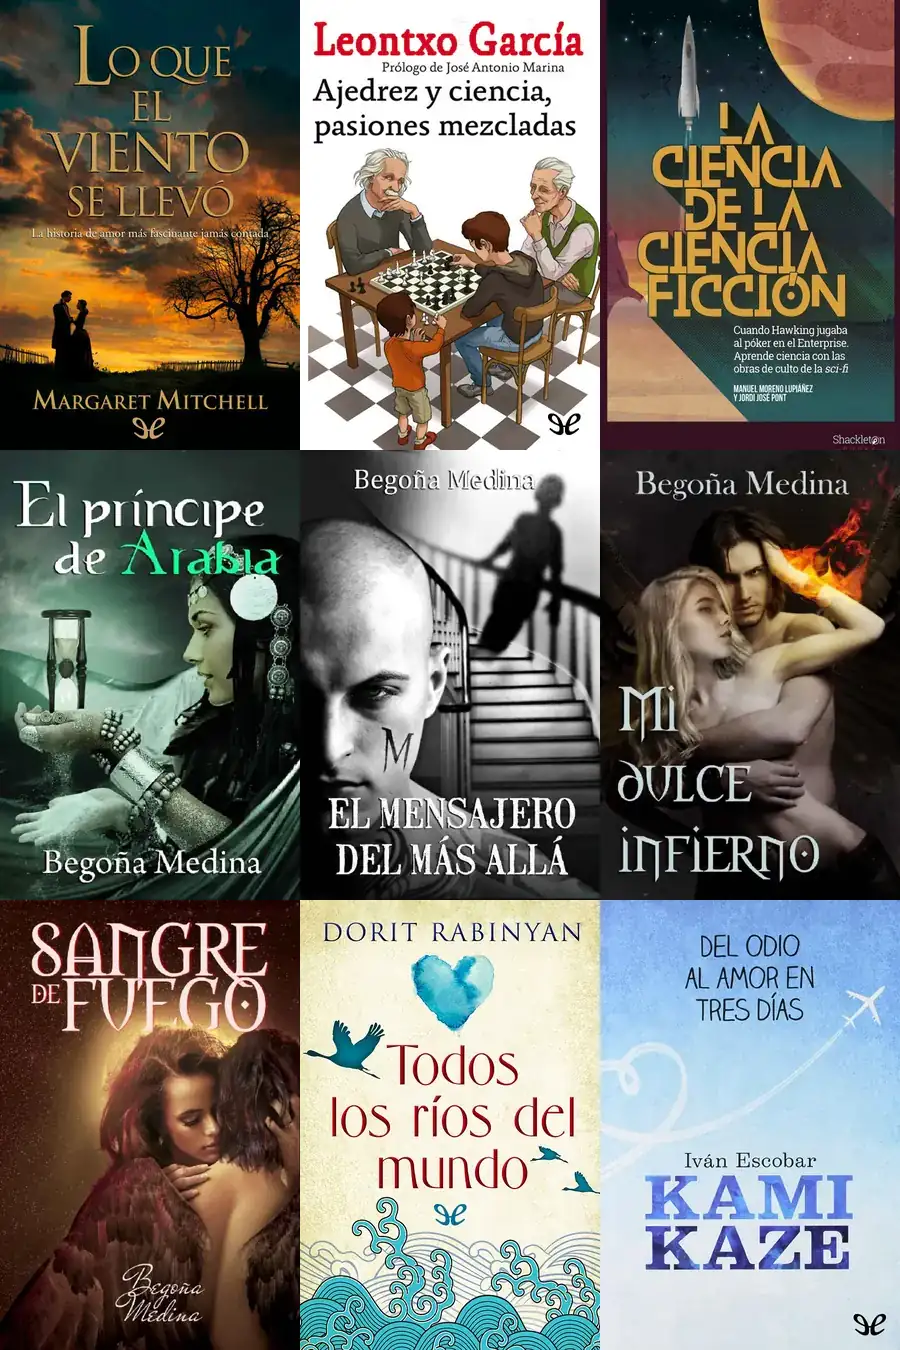 LO QUE
EL
VIENTO
SE LLEVÓ
La historia de amor más fascinante jamás contada
MARGARET MITCHELL
Leontxo García
Prólogo de José Antonio Marina
Ajedrez y ciencia,
pasiones mezcladas
LA
CIENCIA
DE LA
CIENCIA
FICCIÓN
Cuando Hawking jugaba
al póker en el Enterprise.
Aprende ciencia con las
obras de culto de la sci-fi
MANUEL MORENO LUPIÁÑEZ
Y JORDI JOSÉ PONT
Shackleton
El príncipe
de Arabia
Begoña Medina
Begoña Medina
M
EL MENSAJERO
DEL MÁS ALLÁ
Begoña Medina
Mi
DULCE
INFIERNO
SANGRE
DE FUEGO
Begoña
Medina
DORIT RABINYAN
Todos
los ríos del
mundo
DEL ODIO
AL AMOR EN
TRES DÍAS
Iván Escobar
KAMI
KAZE